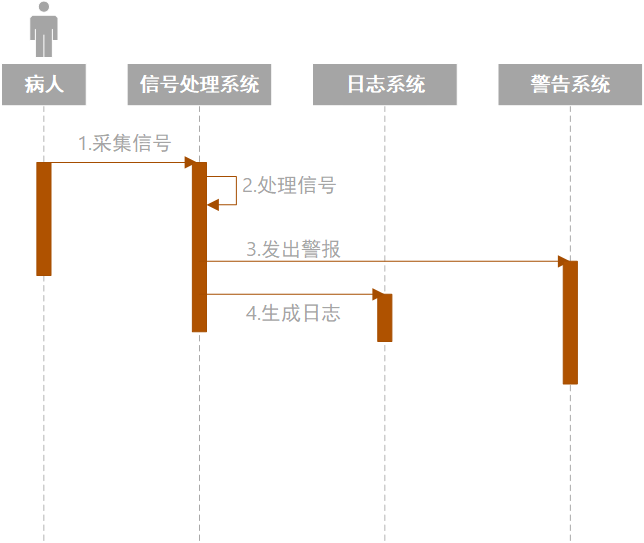 病人
信号处理系统
日志系统
警告系统
1.采集信号
2.处理信号
3.发出警报
4.生成日志